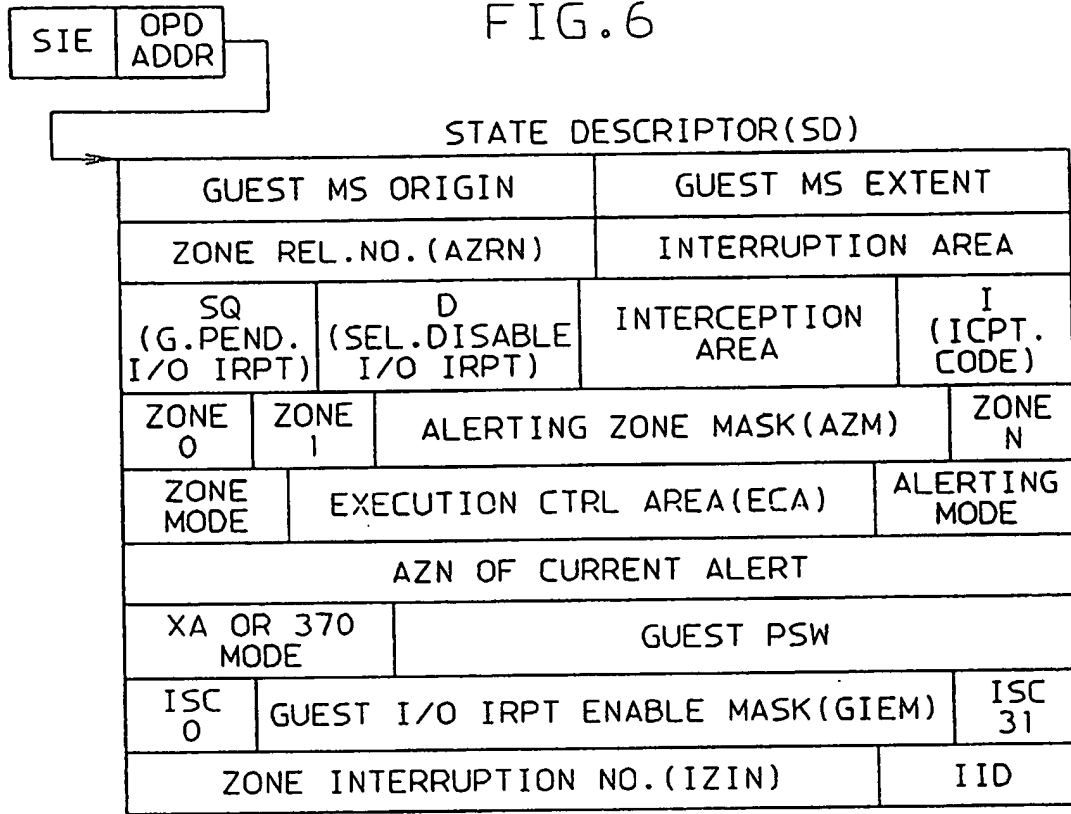 FIG.6
SIE
OPD
ADDR
STATE DESCRIPTOR(SD)
GUEST MS ORIGIN
GUEST MS EXTENT
ZONE REL.NO.(AZRN)
INTERRUPTION AREA
SQ
(G.PEND.
I/O IRPT)
D
(SEL.DISABLE
I/O IRPT)
INTERCEPTION
AREA
I
(ICPT.
CODE)
ZONE
0
ZONE
1
ALERTING ZONE MASK(AZM)
ZONE
N
ZONE
MODE
EXECUTION CTRL AREA(ECA)
ALERTING
MODE
AZN OF CURRENT ALERT
XA OR 370
MODE
GUEST PSW
ISC
0
GUEST I/O IRPT ENABLE MASK(GIEM)
ISC
31
ZONE INTERRUPTION NO.(IZIN)
IID